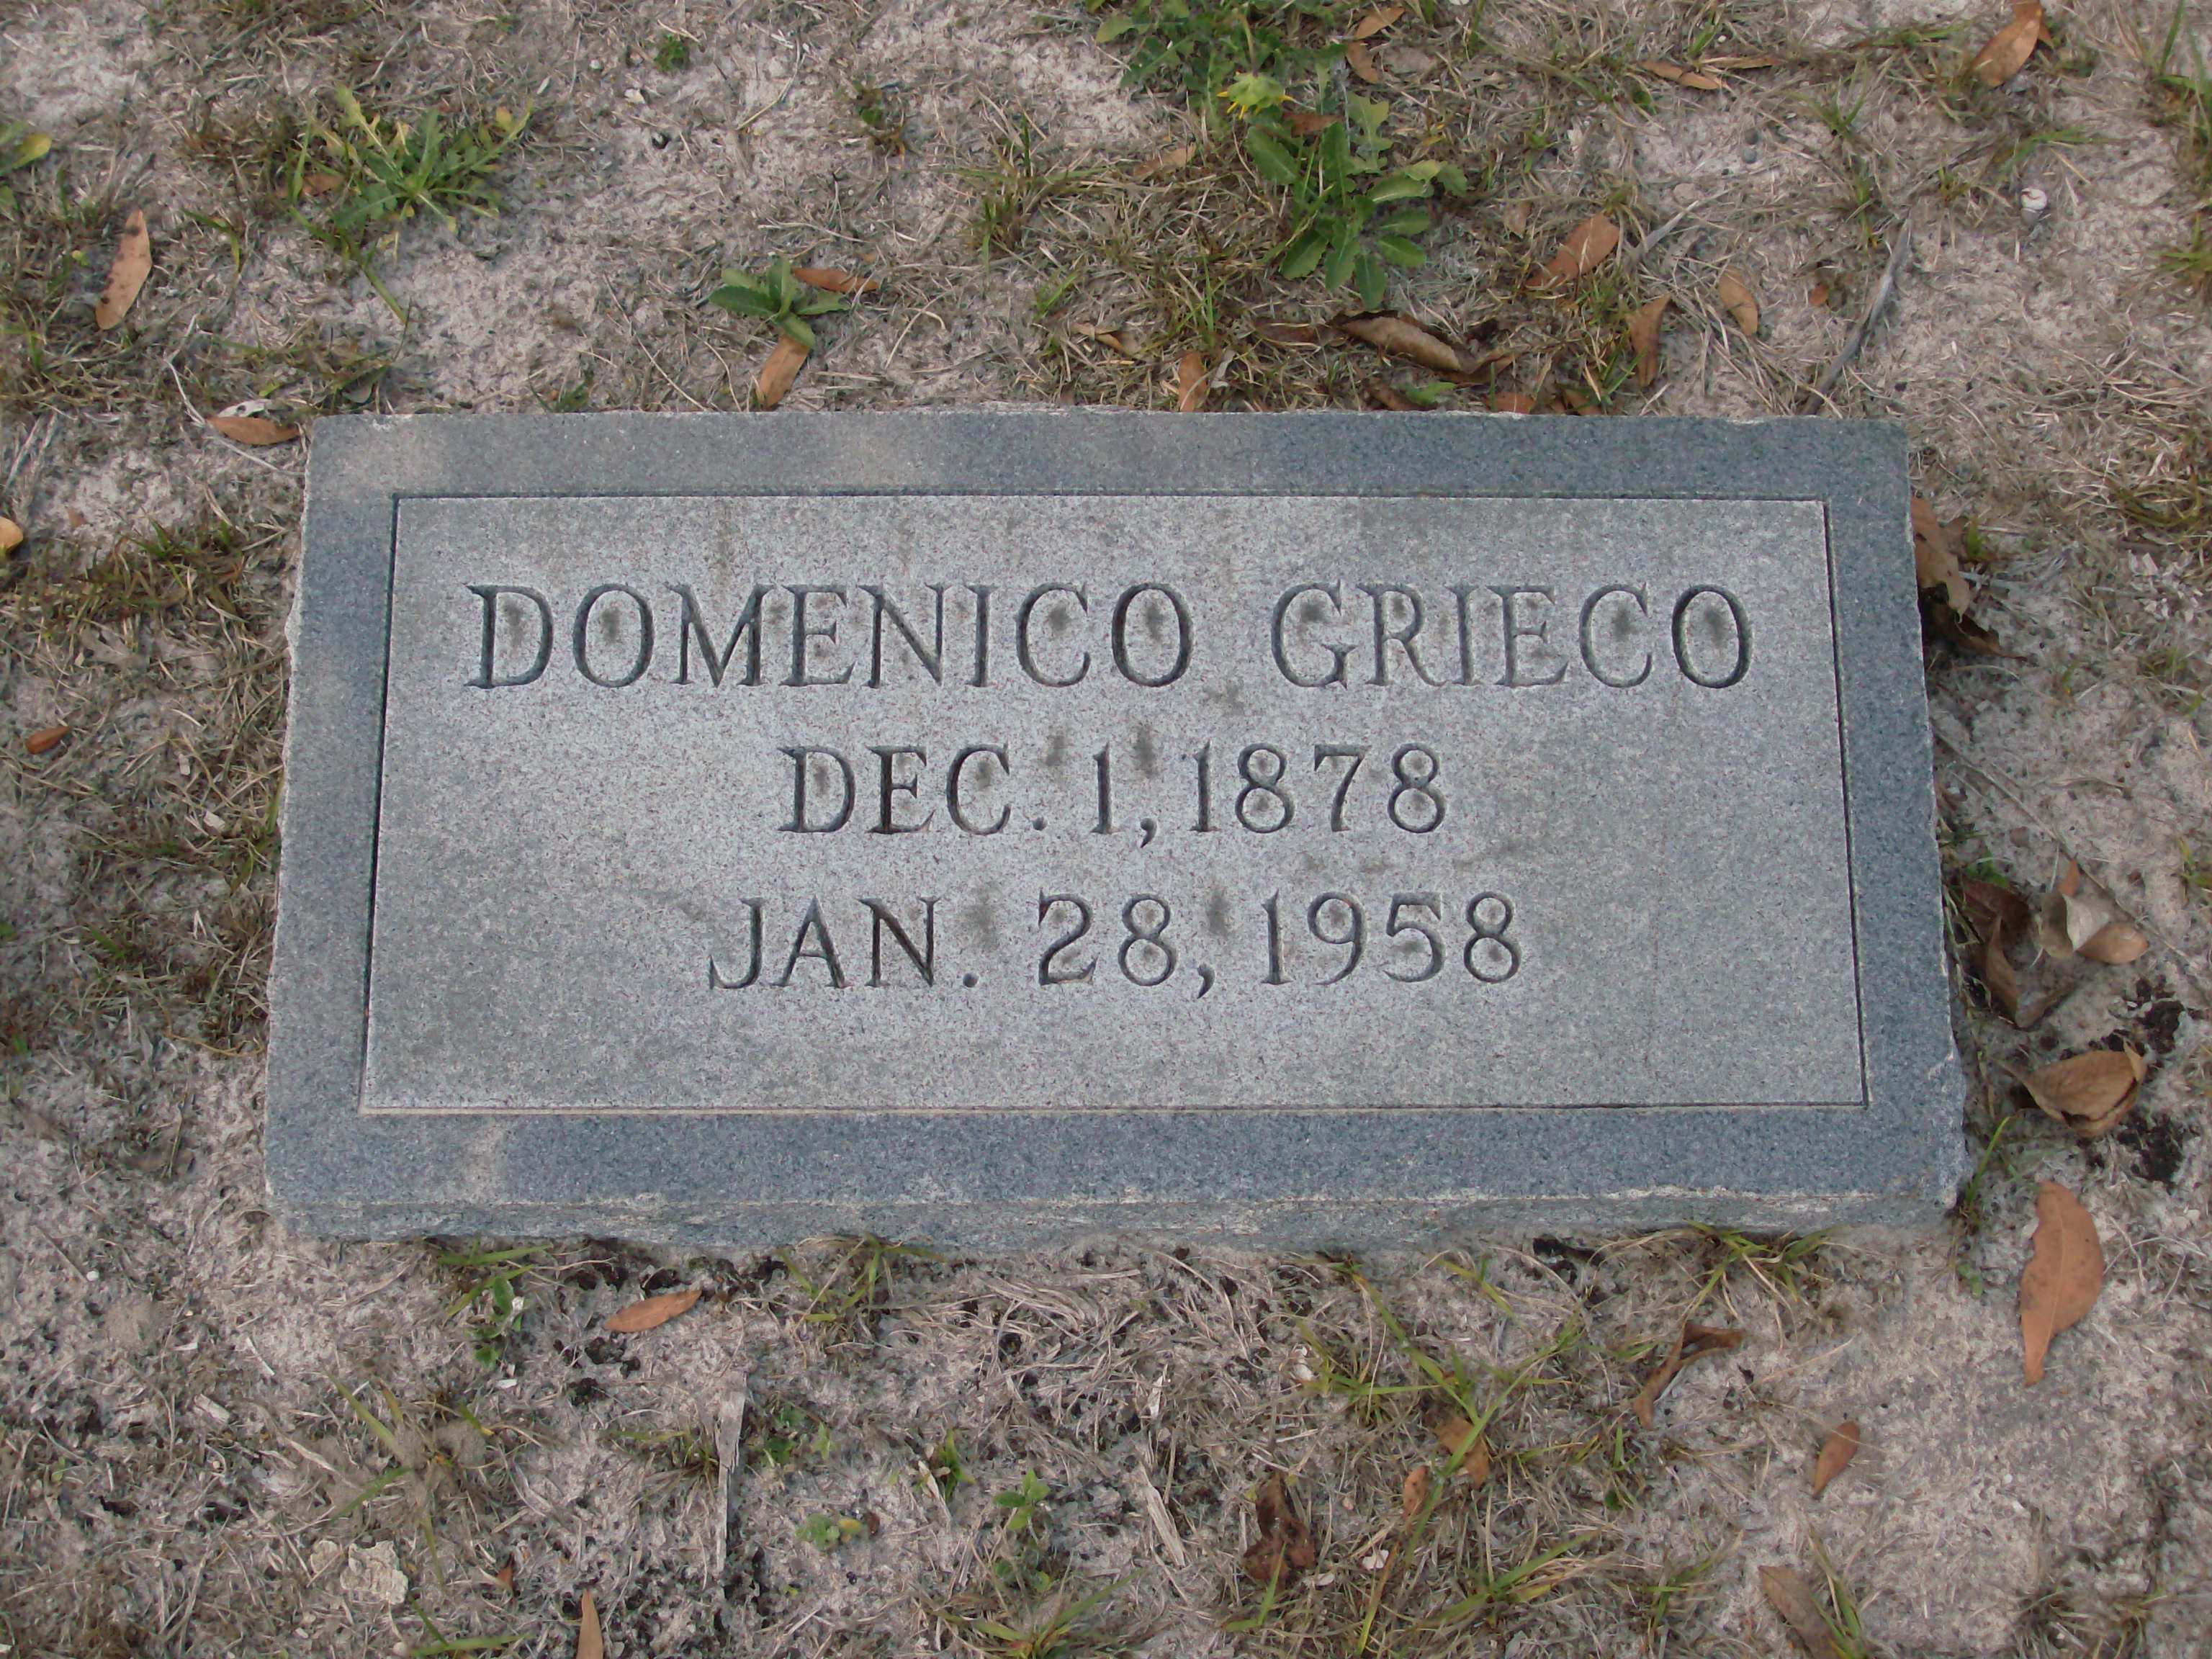 DOMENICO GRIECO
DEC. 1, 1878
JAN. 28, 1958